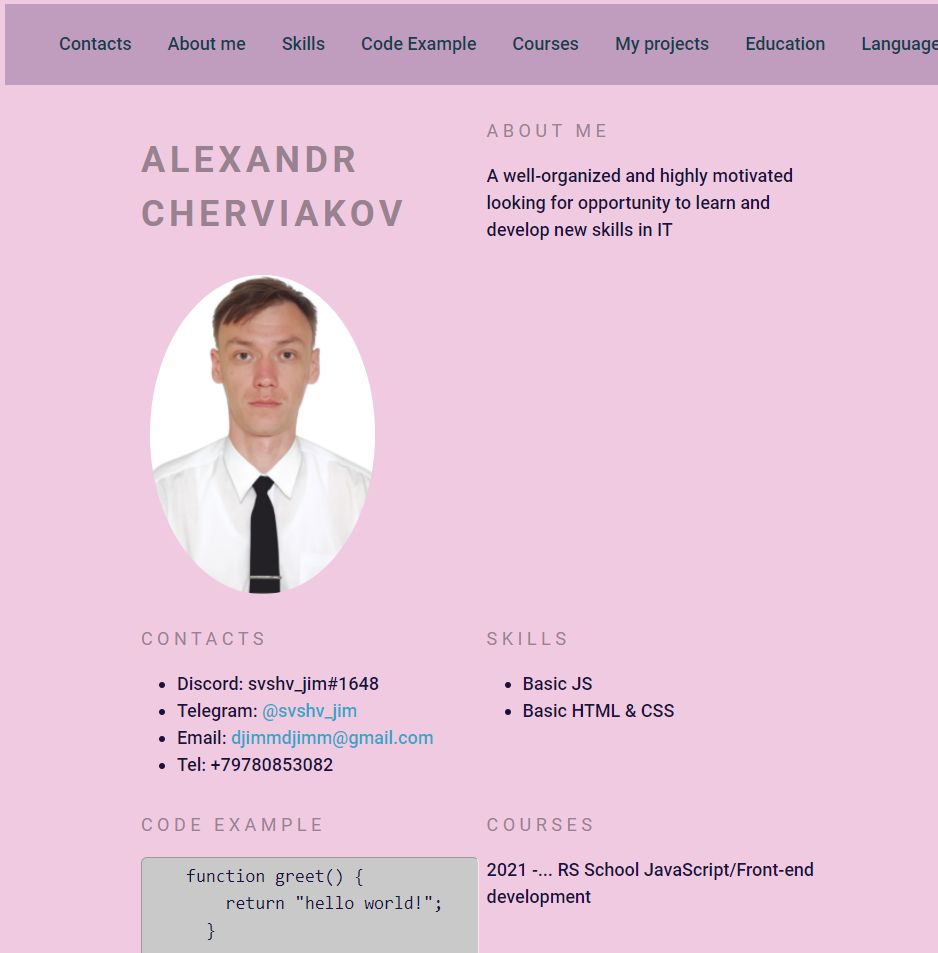 Contacts About me Skills Code Example Courses My projects Education Language
ALEXANDR
CHERVIAKOV
ABOUT ME
A well-organized and highly motivated
looking for opportunity to learn and
develop new skills in IT
CONTACTS
Discord: svshv_jim#1648
Telegram: @svshv_jim
Email: djimmdjimm@gmail.com
Tel: +79780853082
SKILLS
Basic JS
Basic HTML & CSS
CODE EXAMPLE
function greet() {
return "hello world!";
}
COURSES
2021 -... RS School JavaScript/Front-end
development